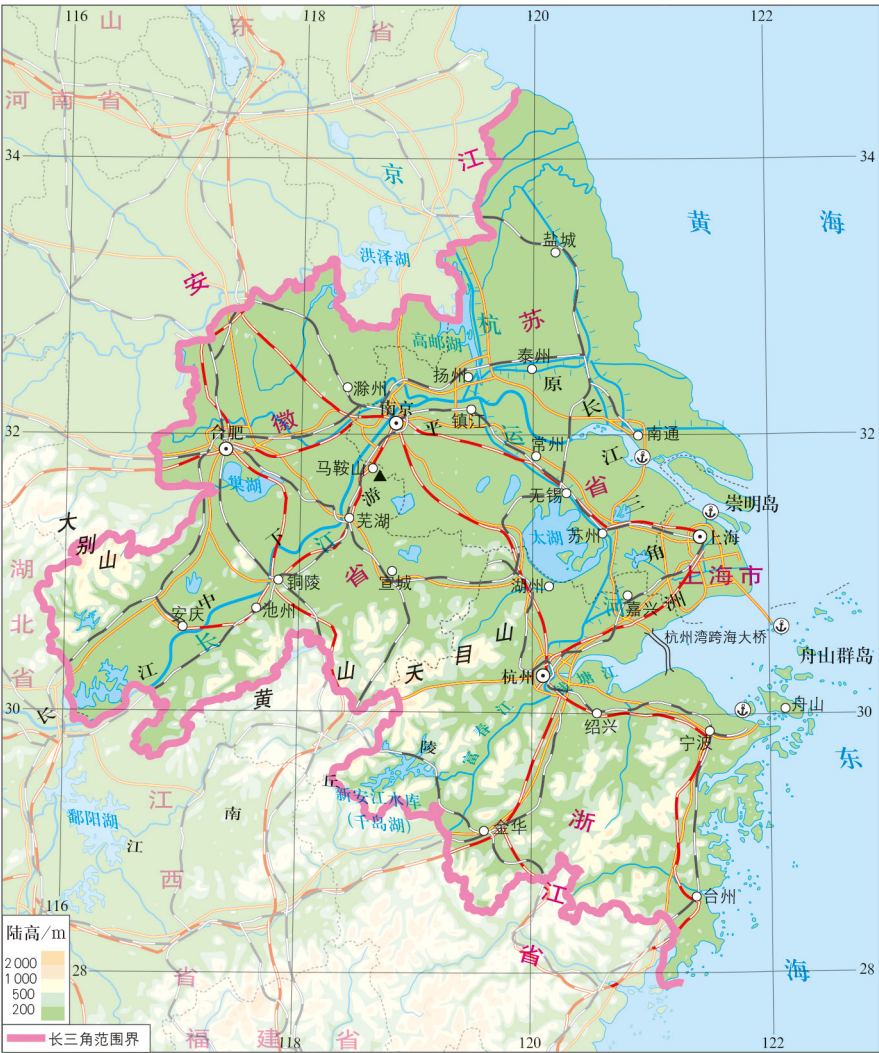 116
118
120
122
山 东 省
河 南 省
34
34
京
江
黄 海
洪泽湖
盐城
安
高邮湖
杭
苏
扬州
泰州
原
滁州
南京
镇江
平
运
长
32
32
徽
合肥
常州
江
南通
马鞍山
游
无锡
省
三
崇明岛
巢湖
芜湖
江
太湖
苏州
角
上海
大别山
下
上海市
湖北省
省
铜陵
宣城
湖州
洲
中
河
嘉兴
安庆
池州
长
杭州湾跨海大桥
江
黄 山
天目山
杭州
钱塘江
舟山群岛
长
30
30
富春江
绍兴
宁波
舟山
东
陵
丘
新安江水库
(千岛湖)
江
南
鄱阳湖
江
金华
浙
西
116
江
台州
省
陆高/m
2 000
1 000
500
200
28
28
省
海
长三角范围界
福 建 省
118
120
122